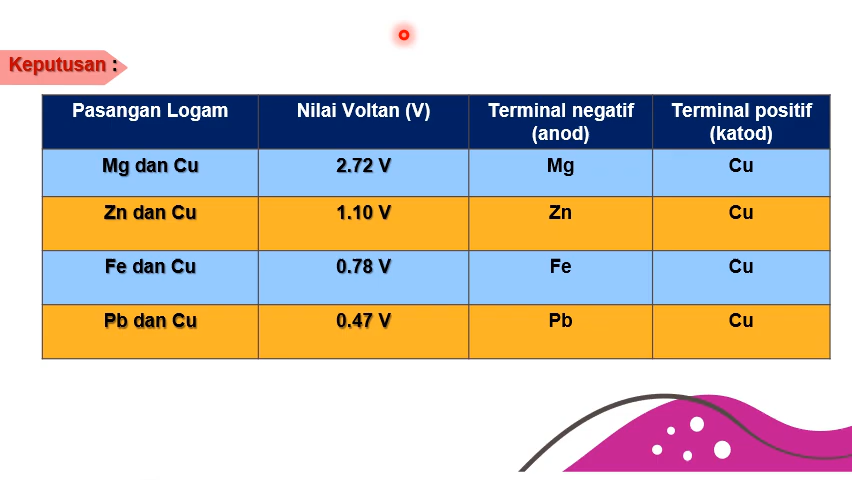 Keputusan :
Pasangan Logam Nilai Voltan (V) Terminal negatif (anod) Terminal positif (katod)
Mg dan Cu 2.72 V Mg Cu
Zn dan Cu 1.10 V Zn Cu
Fe dan Cu 0.78 V Fe Cu
Pb dan Cu 0.47 V Pb Cu